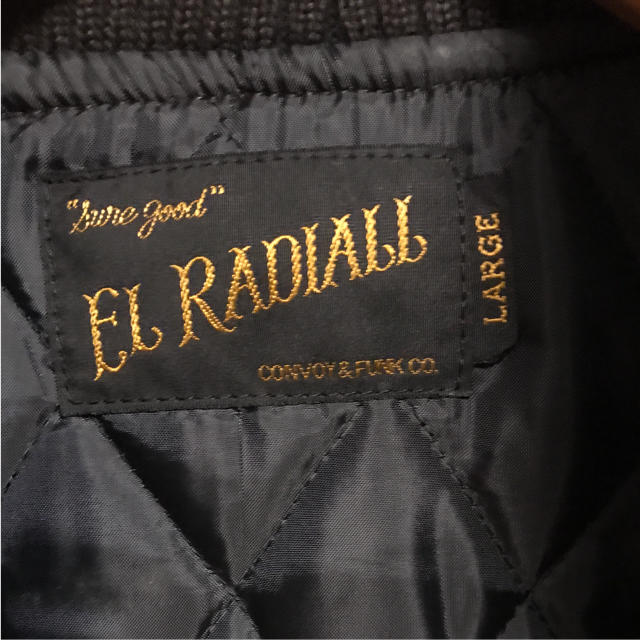 "Sure good"
EL RADIALL
CONVOY & FUNK CO.
LARGE